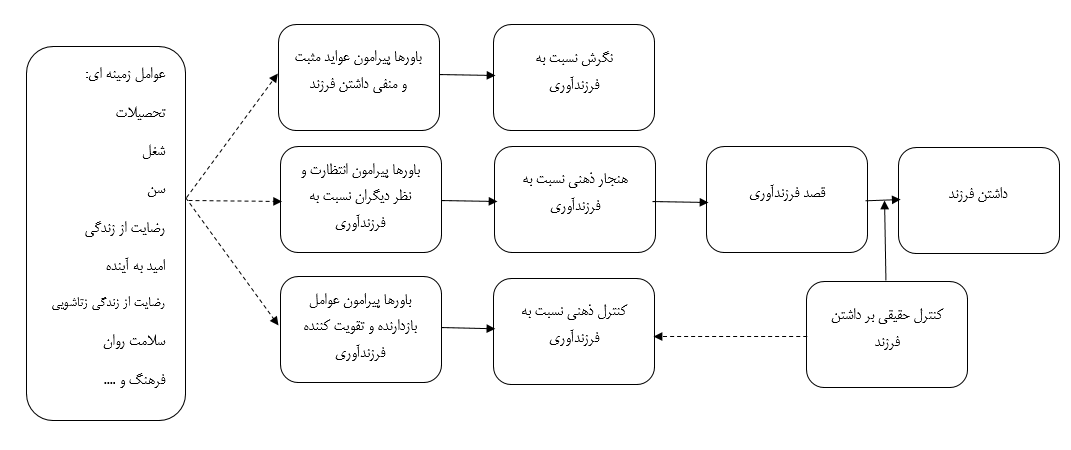 عوامل زمینه ای:
تحصیلات
شغل
سن
رضایت از زندگی
امید به آینده
رضایت از زندگی زتاشویی
سلامت روان
فرهنگ و ....
باورها پیرامون عواید مثبت
و منفی داشتن فرزند
نگرش نسبت به
فرزندآوری
باورها پیرامون انتظارت و
نظر دیگران نسبت به
فرزندآوری
هنجار ذهنی نسبت به
فرزندآوری
قصد فرزندآوری
داشتن فرزند
باورها پیرامون عوامل
بازدارنده و تقویت کننده
فرزندآوری
کنترل ذهنی نسبت به
فرزندآوری
کنترل حقیقی بر داشتن
فرزند